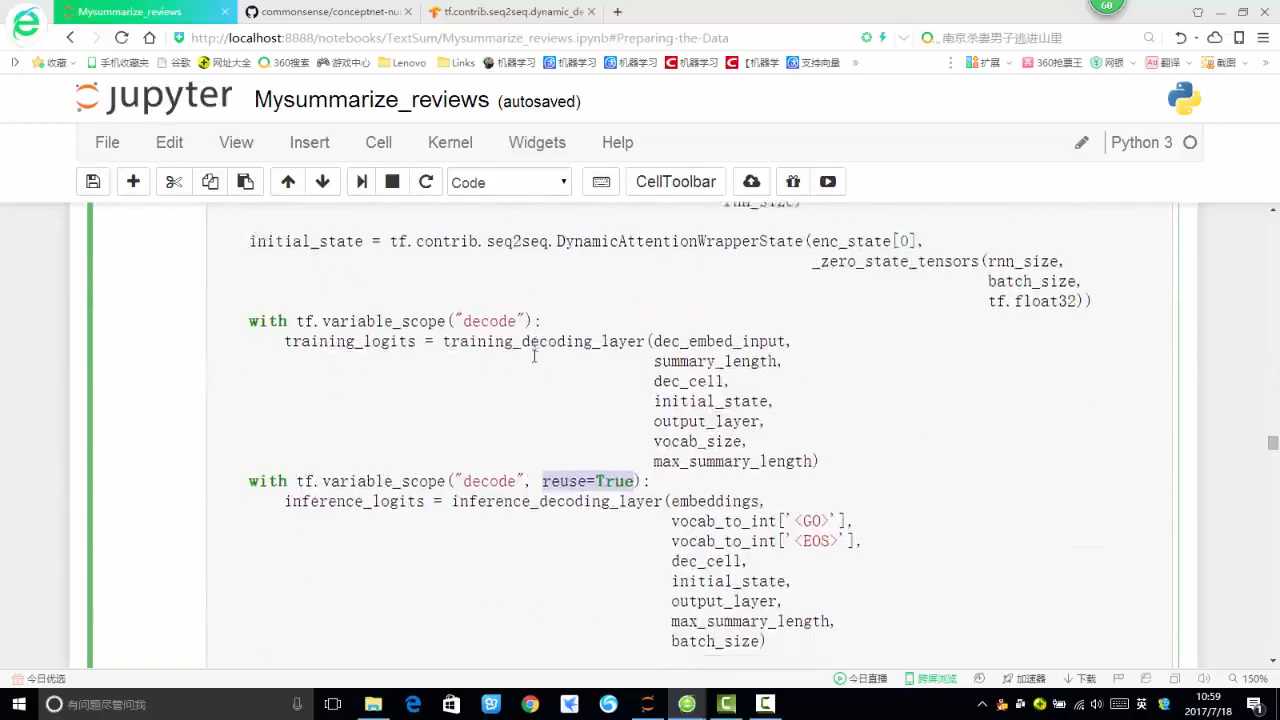 Mysummarize_reviews
commonsense/conceptnet-nu
tf.contrib.seq2seq.dynamic_de
60
http://localhost:8888/notebooks/TextSum/Mysummarize_reviews.ipynb#Preparing-the-Data
南京杀妻男子逃进山里
收藏 手机收藏夹 谷歌 网址大全 360搜索 游戏中心 Lenovo Links 机器学习 机器学习 机器学习 机器学习 【机器学 支持向量 » 扩展 360抢票王 网银 翻译 截图 »
jupyter Mysummarize_reviews (autosaved)
File Edit View Insert Cell Kernel Widgets Help Python 3
Code CellToolbar
rnn_size)
initial_state = tf.contrib.seq2seq.DynamicAttentionWrapperState(enc_state[0],
_zero_state_tensors(rnn_size,
batch_size,
tf.float32))
with tf.variable_scope("decode"):
training_logits = training_decoding_layer(dec_embed_input,
summary_length,
dec_cell,
initial_state,
output_layer,
vocab_size,
max_summary_length)
with tf.variable_scope("decode", reuse=True):
inference_logits = inference_decoding_layer(embeddings,
vocab_to_int['<GO>'],
vocab_to_int['<EOS>'],
dec_cell,
initial_state,
output_layer,
max_summary_length,
batch_size)
今日优选 今日直播 跨屏浏览 加速器 下载 150%
有问题尽管问我 英 10:59
2017/7/18